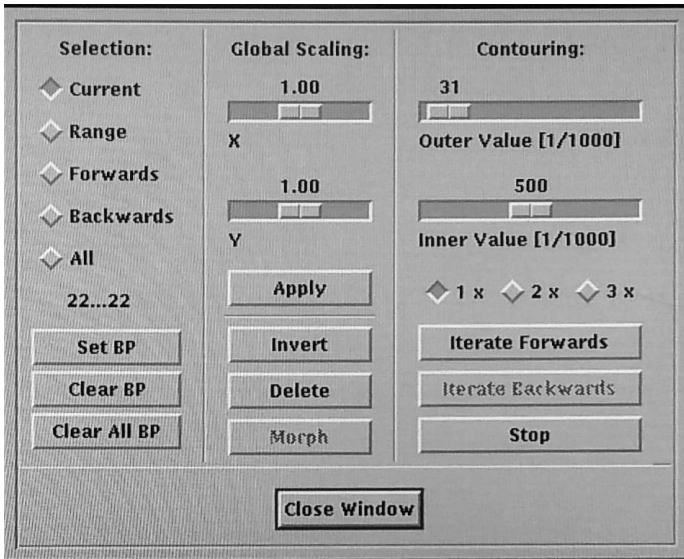 Selection:
Current
Range
Forwards
Backwards
All
22...22
Set BP
Clear BP
Clear All BP
Global Scaling:
1.00
X
1.00
Y
Apply
Invert
Delete
Morph
Contouring:
31
Outer Value [1/1000]
500
Inner Value [1/1000]
1 x 2 x 3 x
Iterate Forwards
Iterate Backwards
Stop
Close Window